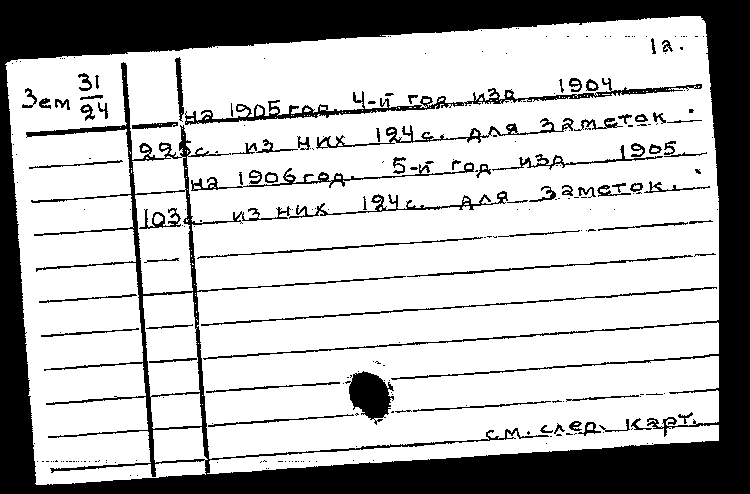 1а.
Зем 31/24
на 1905 год. 4-й год изд 1904.
225с. из них 124с. для заметок.
на 1906 год. 5-й год изд. 1905.
103с. из них 124с. для заметок.
см. след. карт.